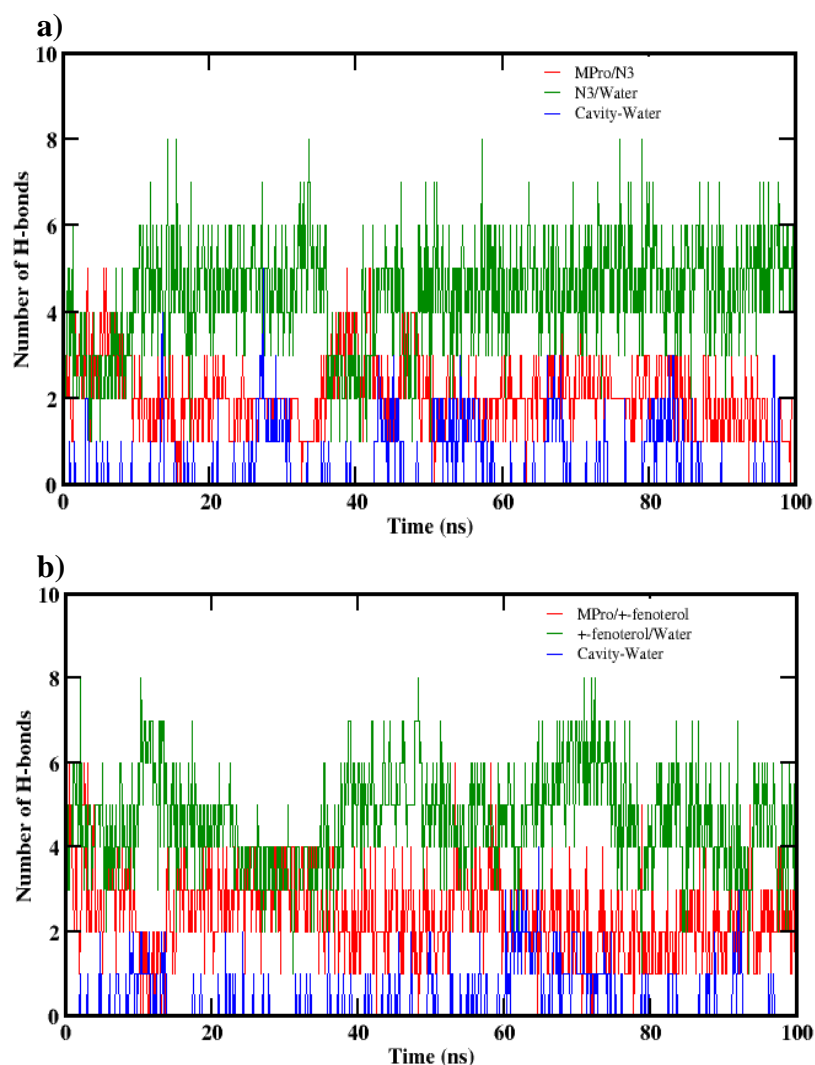 a)
10
8
6
4
2
0
Number of H-bonds
MPro/N3
N3/Water
Cavity-Water
0 20 40 60 80 100
Time (ns)
b)
10
8
6
4
2
0
Number of H-bonds
MPro/+-fenoterol
+-fenoterol/Water
Cavity-Water
0 20 40 60 80 100
Time (ns)